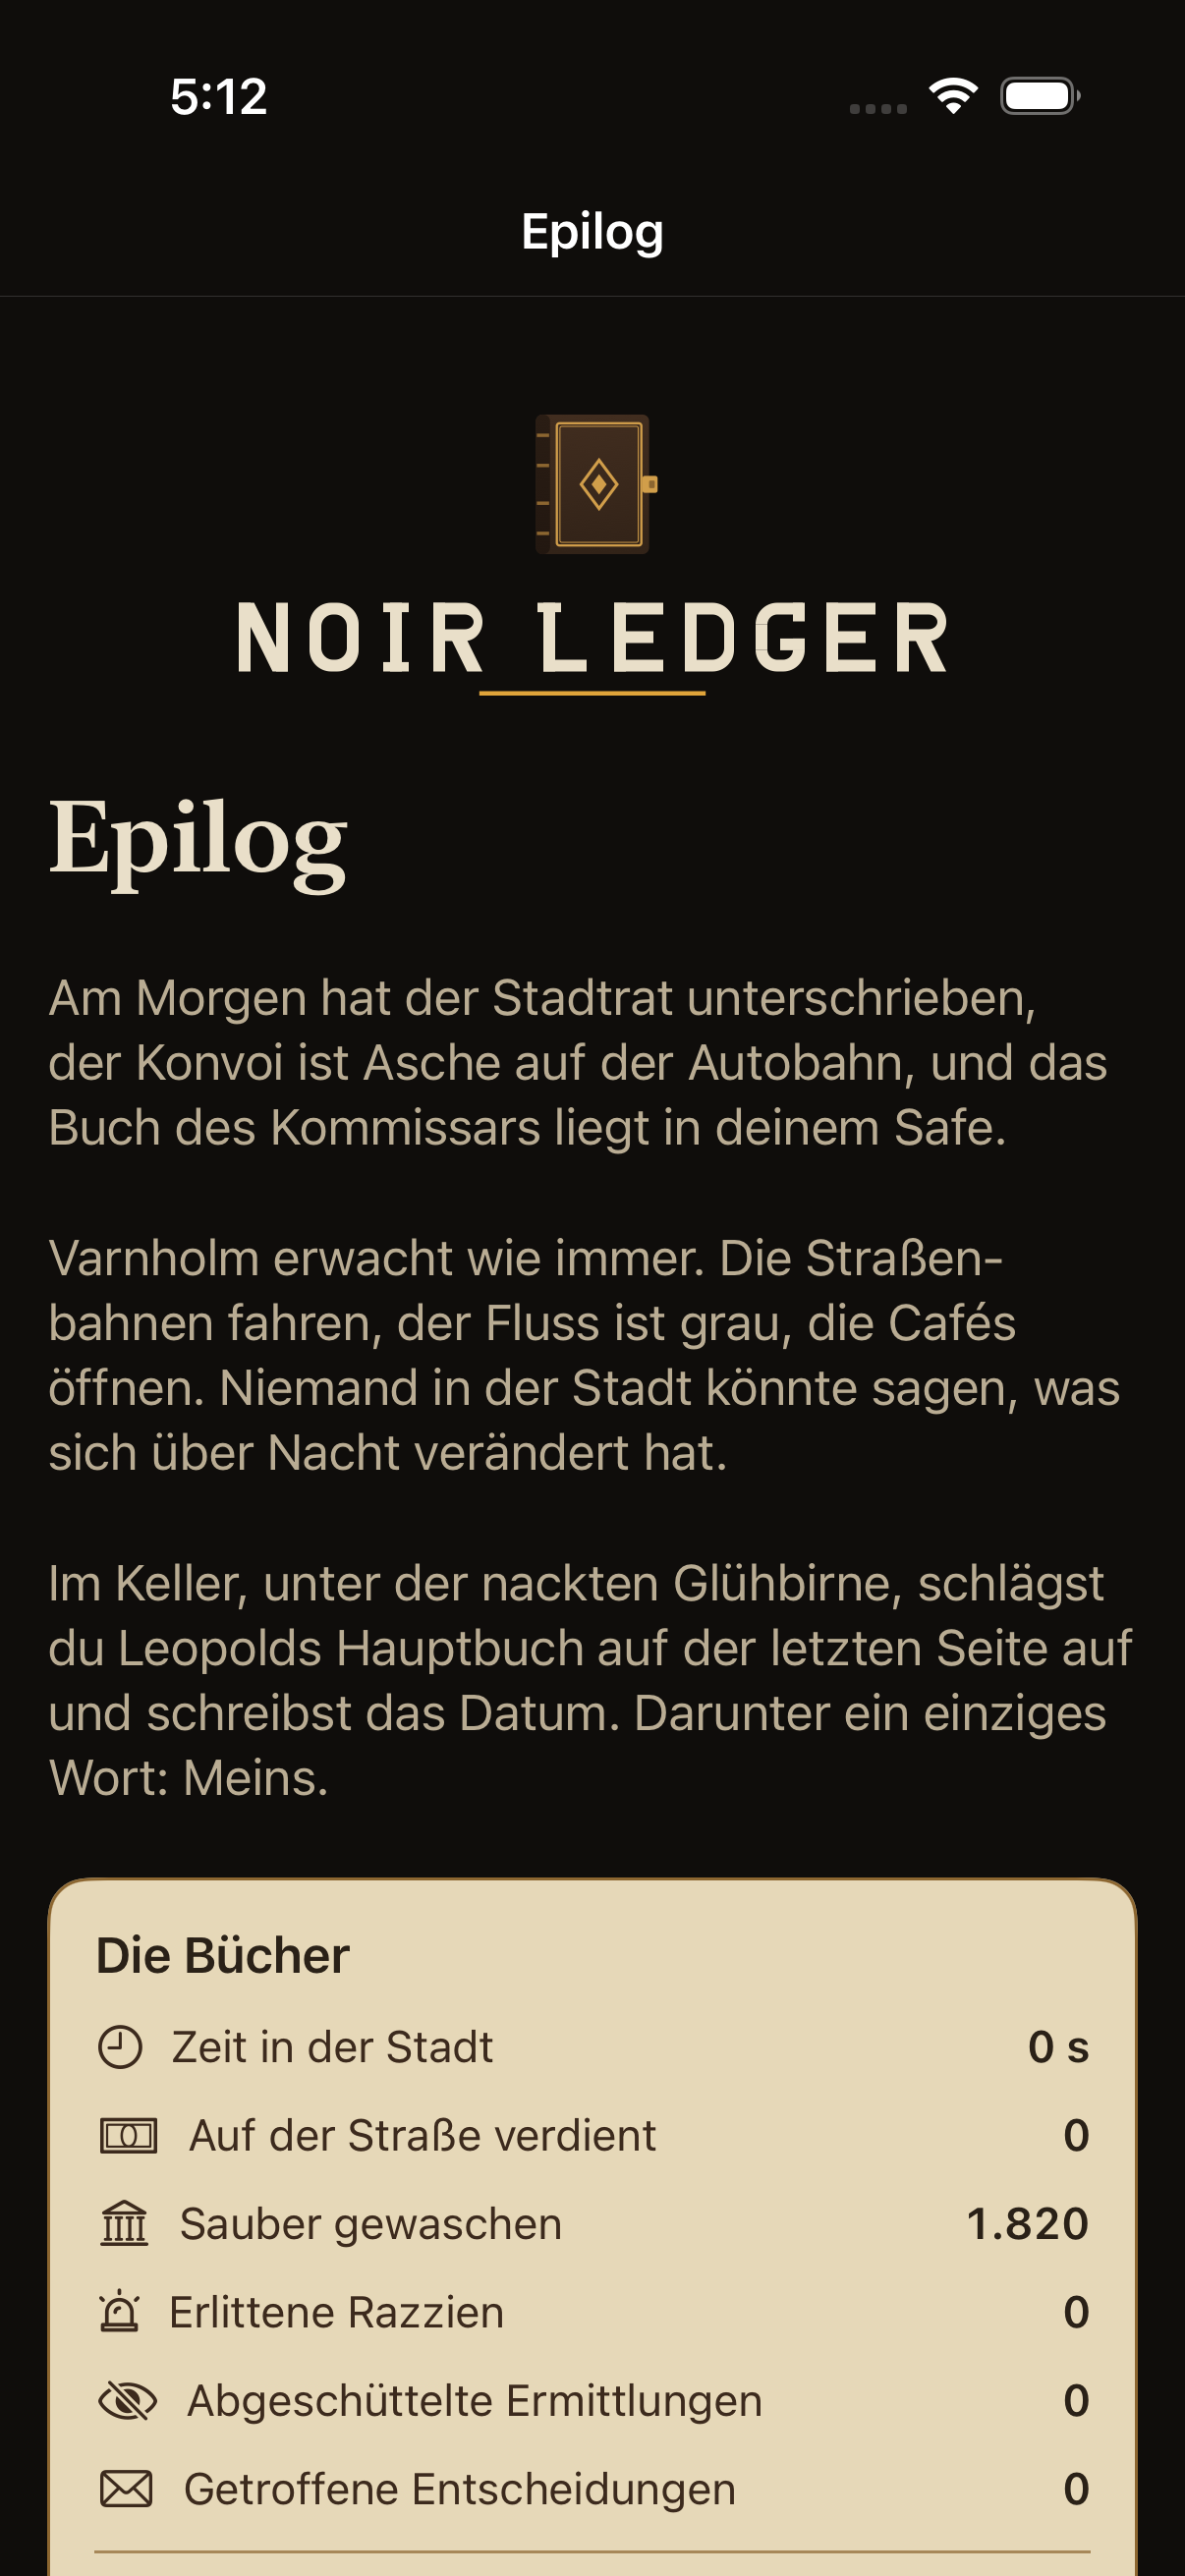 5:12
Epilog
NOIR LEDGER
Epilog
Am Morgen hat der Stadtrat unterschrieben,
der Konvoi ist Asche auf der Autobahn, und das
Buch des Kommissars liegt in deinem Safe.
Varnholm erwacht wie immer. Die Straßen-
bahnen fahren, der Fluss ist grau, die Cafés
öffnen. Niemand in der Stadt könnte sagen, was
sich über Nacht verändert hat.
Im Keller, unter der nackten Glühbirne, schlägst
du Leopolds Hauptbuch auf der letzten Seite auf
und schreibst das Datum. Darunter ein einziges
Wort: Meins.
Die Bücher
Zeit in der Stadt 0 s
Auf der Straße verdient 0
Sauber gewaschen 1.820
Erlittene Razzien 0
Abgeschüttelte Ermittlungen 0
Getroffene Entscheidungen 0